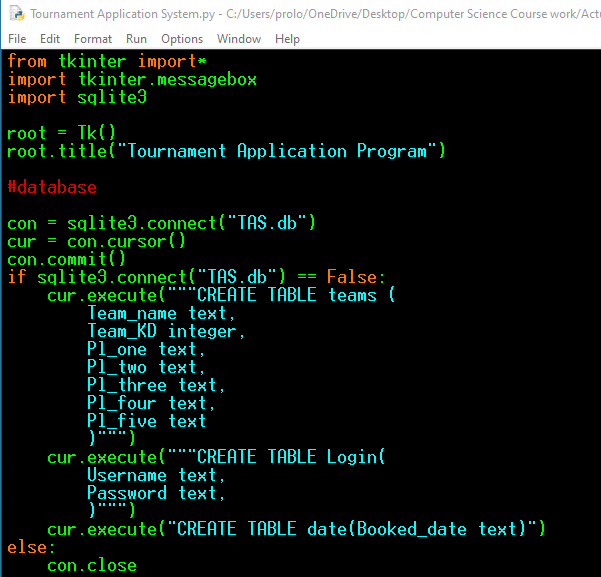 Tournament Application System.py - C:/Users/prolo/OneDrive/Desktop/Computer Science Course work/Actu
File Edit Format Run Options Window Help
from tkinter import*
import tkinter.messagebox
import sqlite3

root = Tk()
root.title("Tournament Application Program")

#database

con = sqlite3.connect("TAS.db")
cur = con.cursor()
con.commit()
if sqlite3.connect("TAS.db") == False:
    cur.execute("""CREATE TABLE teams (
        Team_name text,
        Team_KD integer,
        Pl_one text,
        Pl_two text,
        Pl_three text,
        Pl_four text,
        Pl_five text
        )""")
    cur.execute("""CREATE TABLE Login(
        Username text,
        Password text,
        )""")
    cur.execute("CREATE TABLE date(Booked_date text)")
else:
    con.close